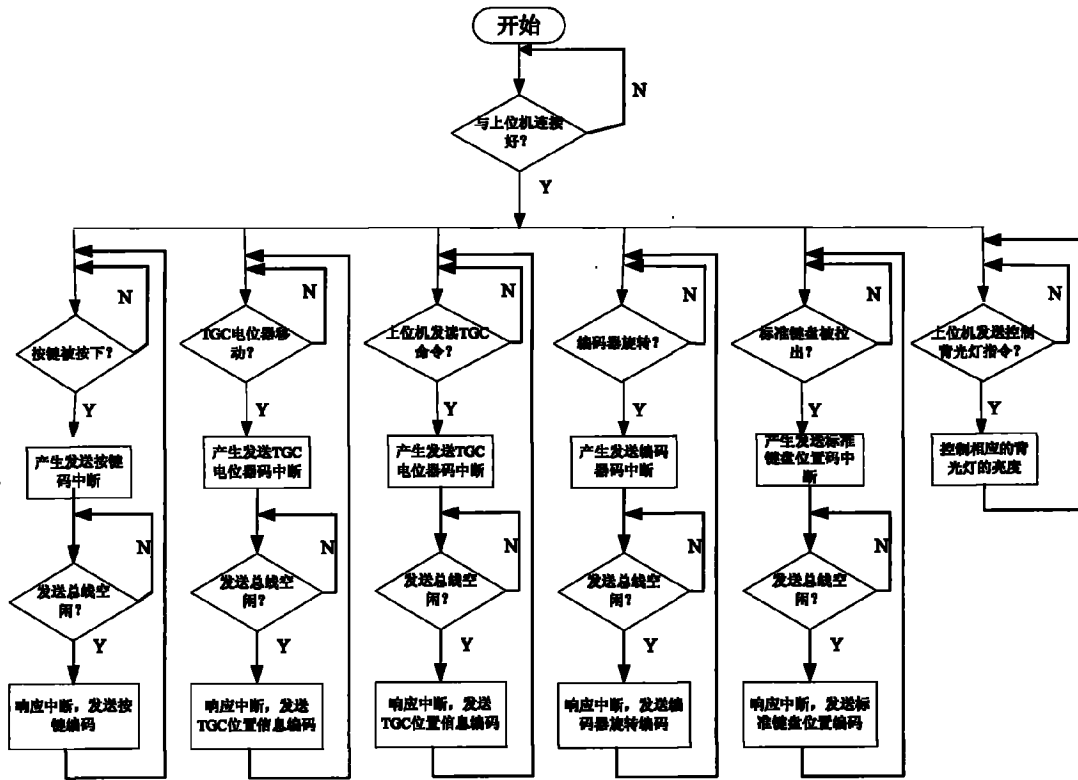 开始
N
与上位机连接
好?
Y
N
N
N
N
N
N
按键被按下?
TGC电位器移
动?
上位机发读TGC
命令?
编码器旋转?
标准键盘被拉
出?
上位机发送控制
背光灯指令?
Y
Y
Y
Y
Y
Y
产生发送按键
码中断
产生发送TGC
电位器码中断
产生发送TGC
电位器码中断
产生发送编码
器码中断
产生发送标准
键盘位置码中
断
控制相应的背
光灯的亮度
N
N
N
N
N
发送总线空
闲?
发送总线空
闲?
发送总线空
闲?
发送总线空
闲?
发送总线空
闲?
Y
Y
Y
Y
Y
响应中断，发送按
键编码
响应中断，发送
TGC位置信息编码
响应中断，发送
TGC位置信息编码
响应中断，发送编
码器旋转编码
响应中断，发送标
准键盘位置编码